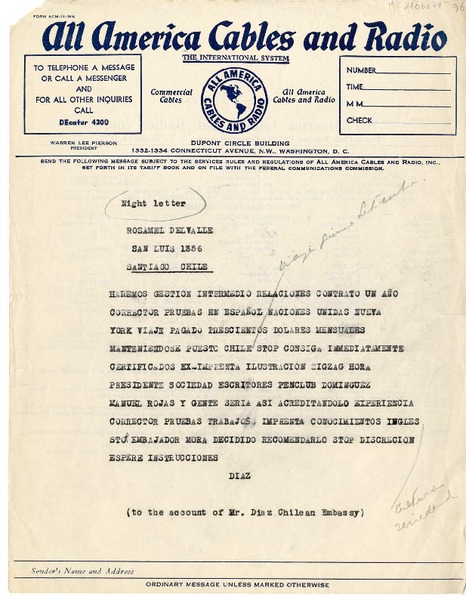 FORM ACR-11-WN
All America Cables and Radio
THE INTERNATIONAL SYSTEM
TO TELEPHONE A MESSAGE
OR CALL A MESSENGER
AND
FOR ALL OTHER INQUIRIES
CALL
DEcatur 4300
Commercial
Cables
ALL AMERICA
CABLES AND RADIO
All America
Cables and Radio
NUMBER
TIME
M M
CHECK
WARREN LEE PIERSON
PRESIDENT
DUPONT CIRCLE BUILDING
1332-1334 CONNECTICUT AVENUE, N.W., WASHINGTON, D. C.
SEND THE FOLLOWING MESSAGE SUBJECT TO THE SERVICES RULES AND REGULATIONS OF ALL AMERICA CABLES AND RADIO, INC.,
SET FORTH IN ITS TARIFF BOOK AND ON FILE WITH THE FEDERAL COMMUNICATIONS COMMISSION.
Night letter
ROSAMEL DELVALLE
SAN LUIS 1386
SANTIAGO CHILE
HAREMOS GESTION INTERMEDIO RELACIONES CONTRATO UN AÑO
CORRECTOR PRUEBAS EN ESPAÑOL NACIONES UNIDAS NUEVA
YORK VIAJE PAGADO TRESCIENTOS DOLARES MENSUALES
MANTENIENDOSE PUESTO CHILE STOP CONSIGA IMMEDIATAMENTE
CERTIFICADOS EX-IMPRENTA ILUSTRACION ZIGZAG HORA
PRESIDENTE SOCIEDAD ESCRITORES PENCLUB DOMINGUEZ
MANUEL ROJAS Y GENTE SERIA ASI ACREDITANDOLO EXPERIENCIA
CORRECTOR PRUEBAS TRABAJOS IMPRENTA CONOCIMIENTOS INGLES
STO EMBAJADOR MORA DECIDIDO RECOMENDARLO STOP DISCRECION
ESPERE INSTRUCCIONES
DIAZ
(to the account of Mr. Diaz Chilean Embassy)
Sender's Name and Address
ORDINARY MESSAGE UNLESS MARKED OTHERWISE